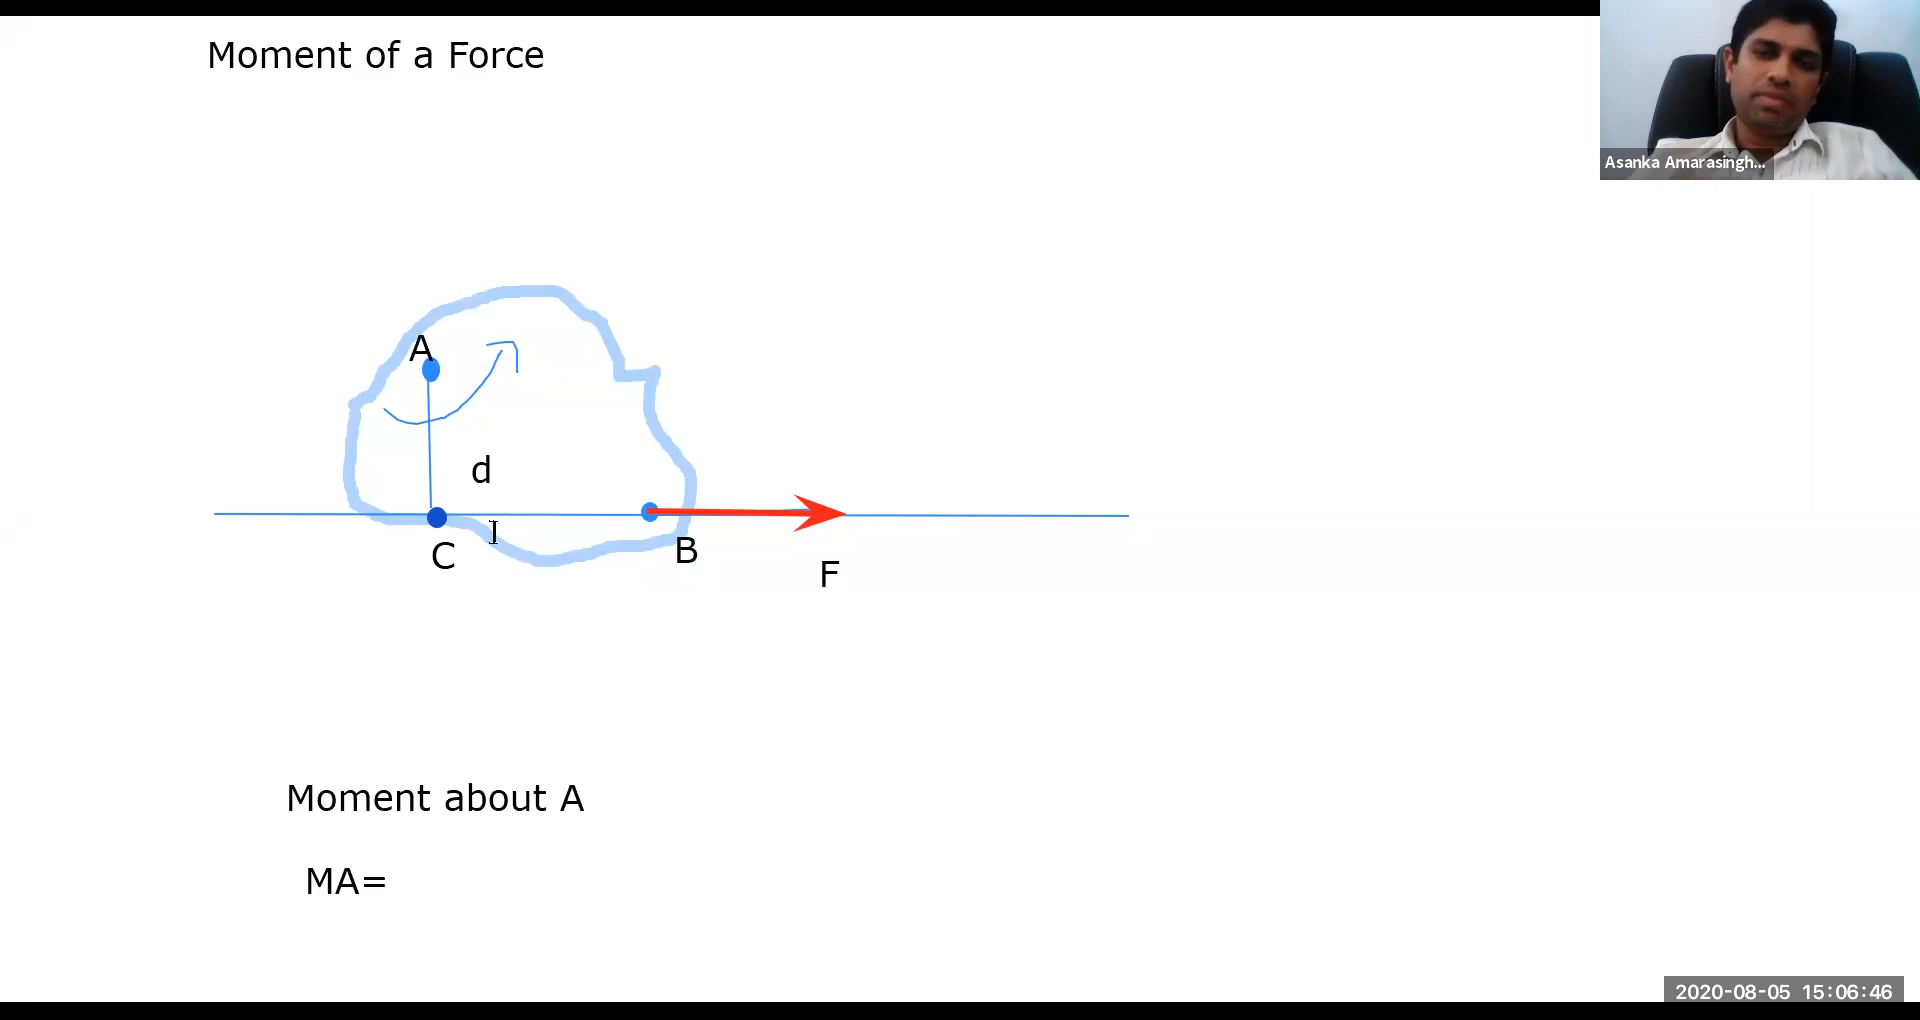 Moment of a Force
Asanka Amarasingh...
A
d
C
B
F
Moment about A
MA=
2020-08-05 15:06:46